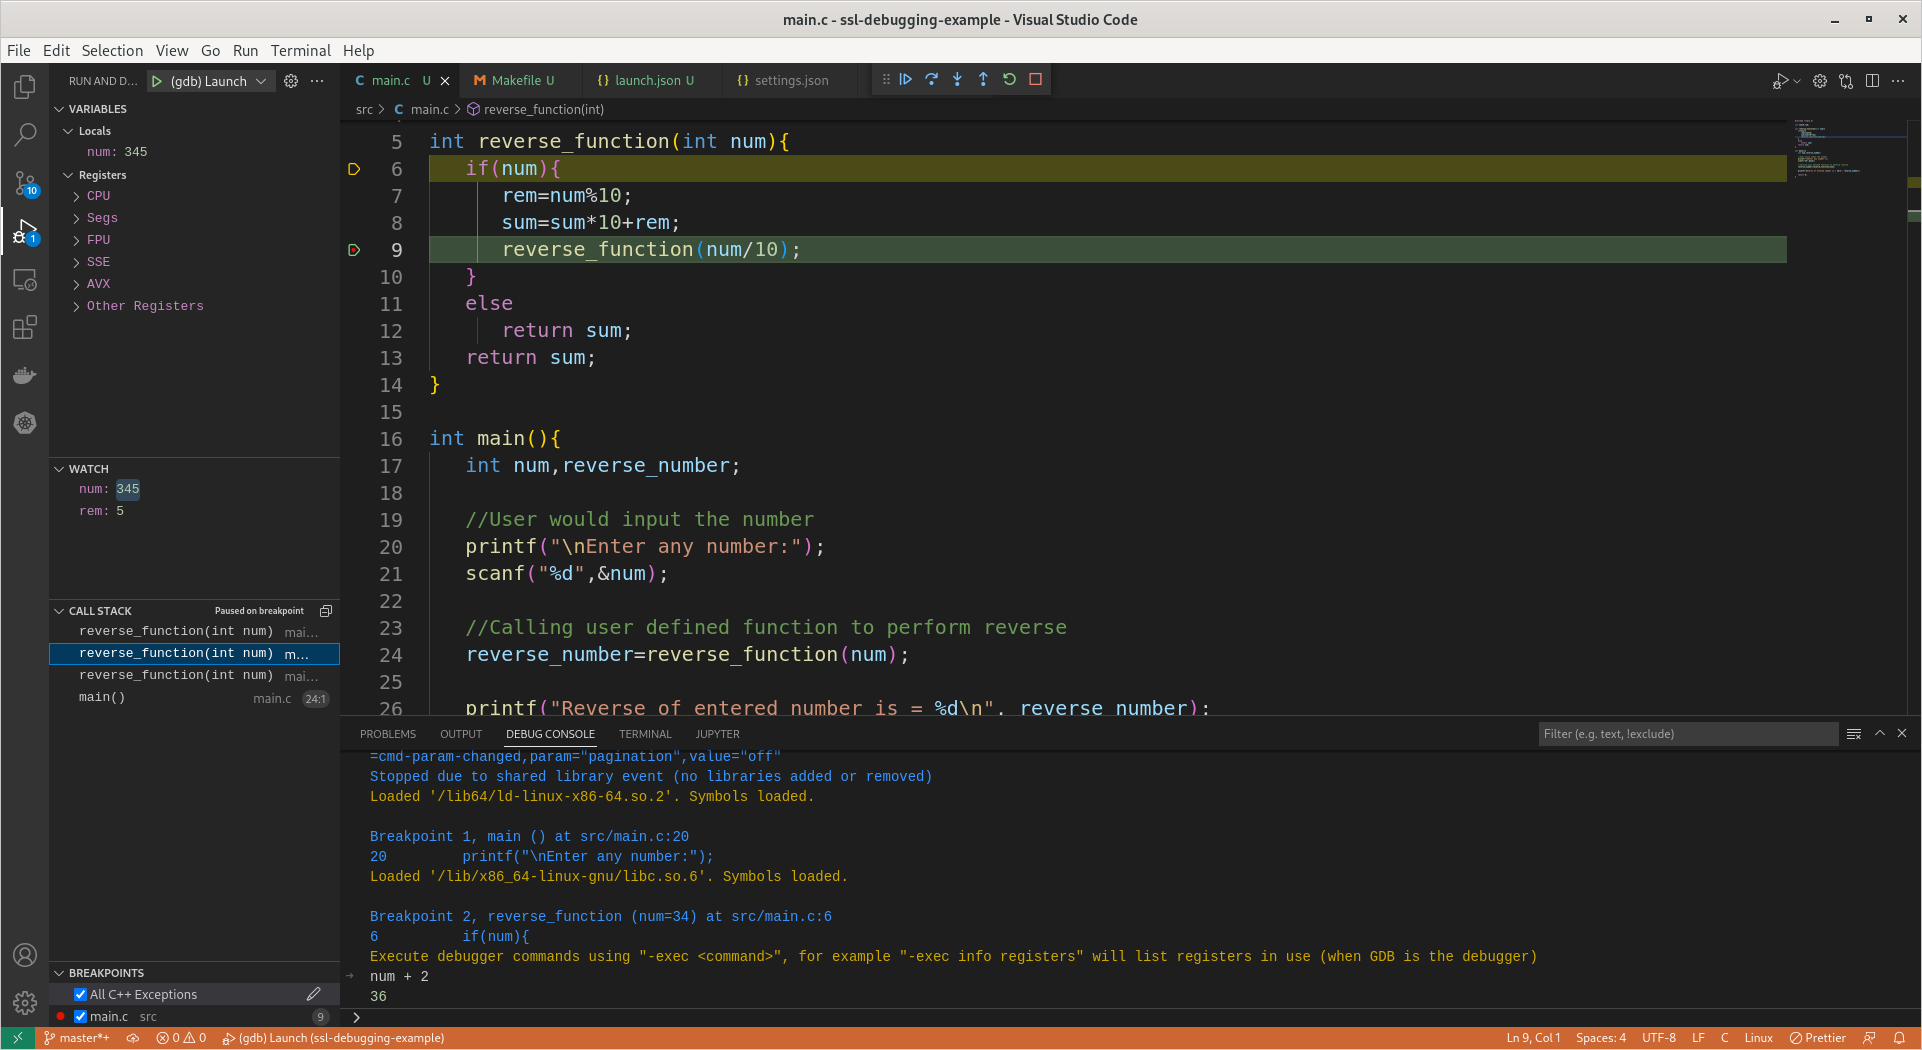 main.c - ssl-debugging-example - Visual Studio Code
File Edit Selection View Go Run Terminal Help
RUN AND D... (gdb) Launch
main.c U Makefile U launch.json U settings.json
VARIABLES
src main.c reverse_function(int)
Locals
num: 345
Registers
CPU
Segs
FPU
SSE
AVX
Other Registers
5 int reverse_function(int num){
6 if(num){
7 rem=num%10;
8 sum=sum*10+rem;
9 reverse_function(num/10);
10 }
11 else
12 return sum;
13 return sum;
14 }
15
16 int main(){
17 int num,reverse_number;
18
19 //User would input the number
20 printf("\nEnter any number:");
21 scanf("%d",&num);
22
23 //Calling user defined function to perform reverse
24 reverse_number=reverse_function(num);
25
26 printf("Reverse of entered number is = %d\n", reverse_number);
10
1
WATCH
num: 345
rem: 5
CALL STACK Paused on breakpoint
reverse_function(int num) mai...
reverse_function(int num) m...
reverse_function(int num) mai...
main() main.c 24:1
BREAKPOINTS
All C++ Exceptions
main.c src 9
PROBLEMS OUTPUT DEBUG CONSOLE TERMINAL JUPYTER Filter (e.g. text, !exclude)
=cmd-param-changed,param="pagination",value="off"
Stopped due to shared library event (no libraries added or removed)
Loaded '/lib64/ld-linux-x86-64.so.2'. Symbols loaded.
Breakpoint 1, main () at src/main.c:20
20 printf("\nEnter any number:");
Loaded '/lib/x86_64-linux-gnu/libc.so.6'. Symbols loaded.
Breakpoint 2, reverse_function (num=34) at src/main.c:6
6 if(num){
Execute debugger commands using "-exec <command>", for example "-exec info registers" will list registers in use (when GDB is the debugger)
num + 2
36
master*+ 0 0 (gdb) Launch (ssl-debugging-example) Ln 9, Col 1 Spaces: 4 UTF-8 LF C Linux Prettier